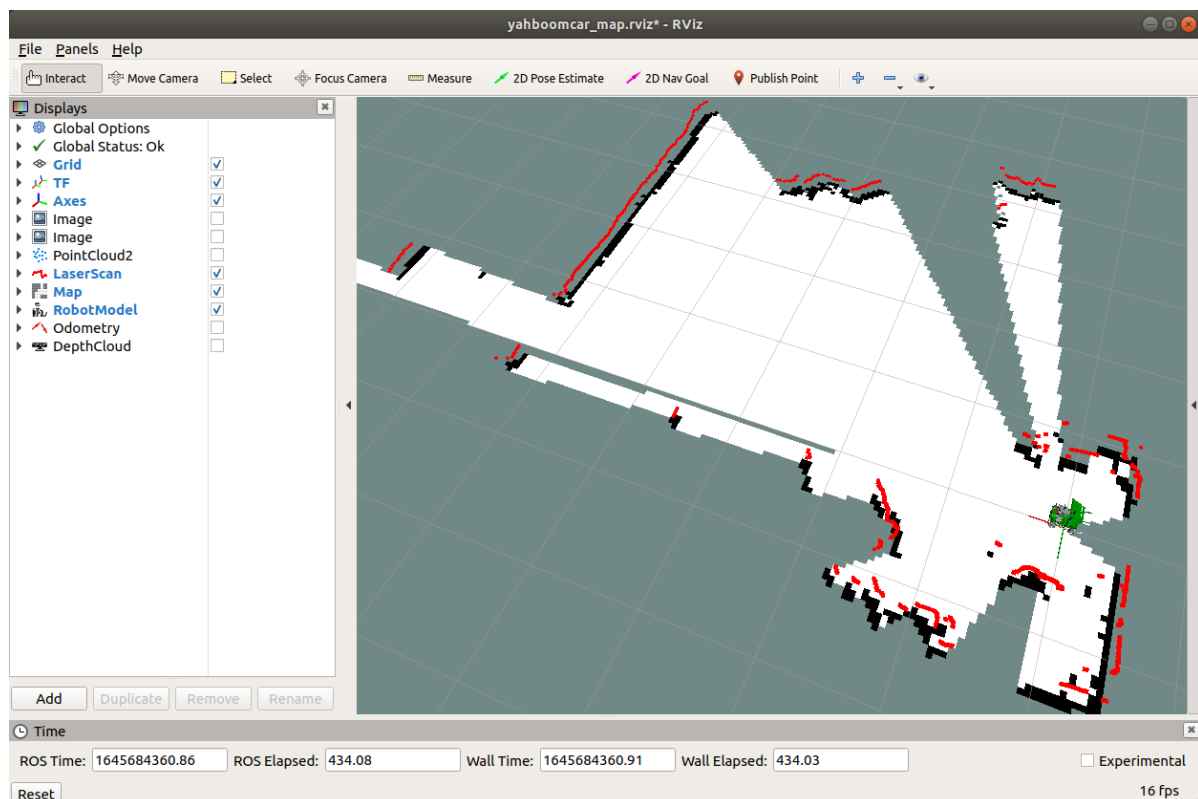 yahboomcar_map.rviz* - RViz
File Panels Help
Interact Move Camera Select Focus Camera Measure 2D Pose Estimate 2D Nav Goal Publish Point
Displays
Global Options
Global Status: Ok
Grid
TF
Axes
Image
Image
PointCloud2
LaserScan
Map
RobotModel
Odometry
DepthCloud
Add Duplicate Remove Rename
Time
ROS Time: 1645684360.86 ROS Elapsed: 434.08 Wall Time: 1645684360.91 Wall Elapsed: 434.03 Experimental
Reset 16 fps